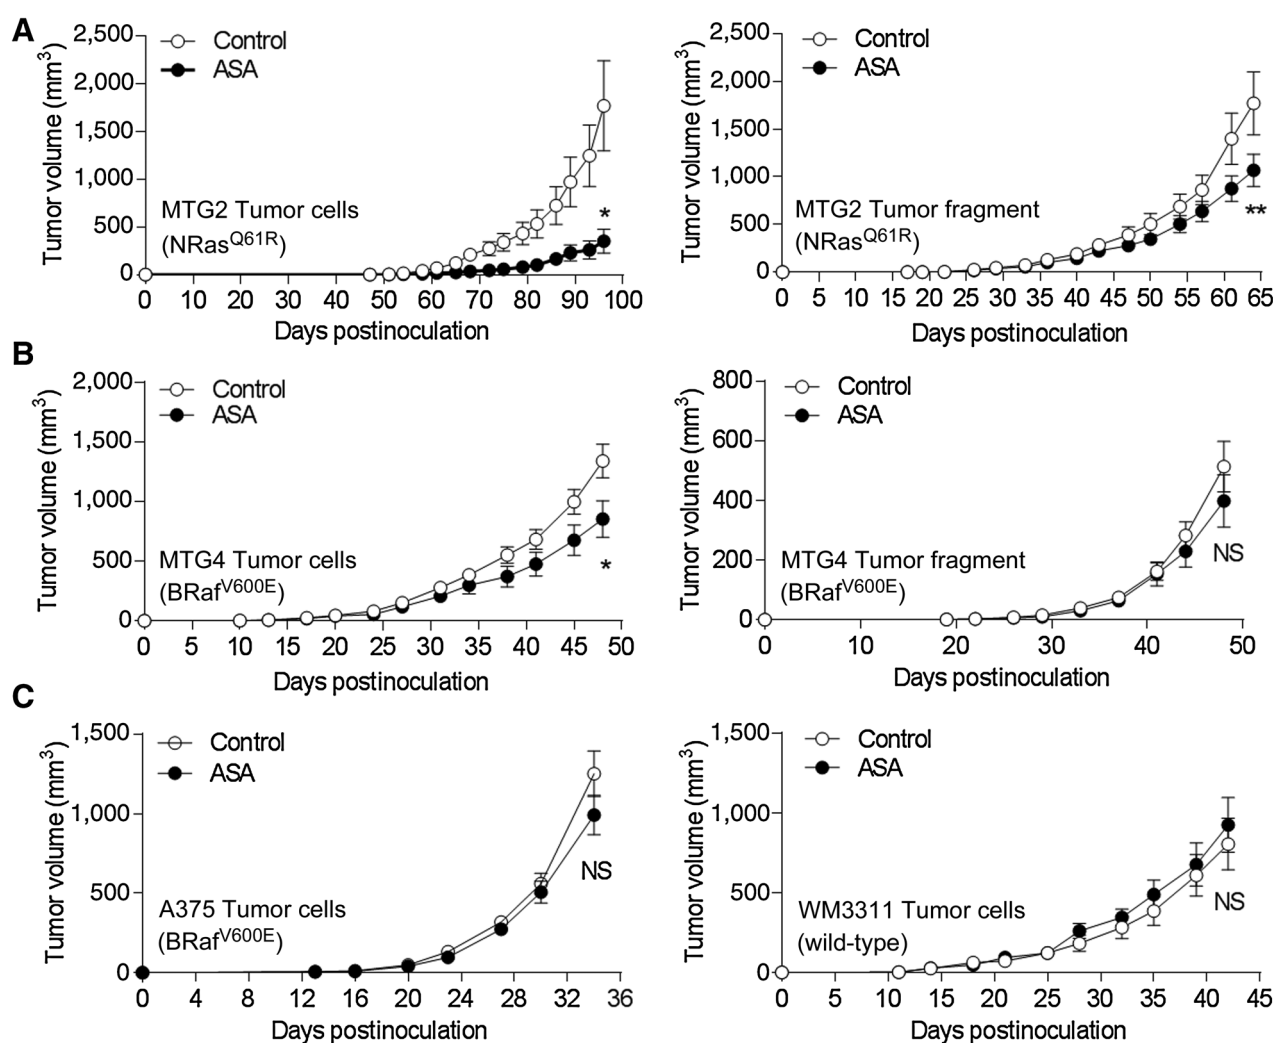 A
Tumor volume (mm3)
2,500
2,000
1,500
1,000
500
0
Control
ASA
MTG2 Tumor cells
(NRasQ61R)
*
0 10 20 30 40 50 60 70 80 90 100
Days postinoculation
Tumor volume (mm3)
2,500
2,000
1,500
1,000
500
0
Control
ASA
MTG2 Tumor fragment
(NRasQ61R)
**
0 5 10 15 20 25 30 35 40 45 50 55 60 65
Days postinoculation
B
Tumor volume (mm3)
2,000
1,500
1,000
500
0
Control
ASA
MTG4 Tumor cells
(BRafV600E)
*
0 5 10 15 20 25 30 35 40 45 50
Days postinoculation
Tumor volume (mm3)
800
600
400
200
0
Control
ASA
MTG4 Tumor fragment
(BRafV600E)
NS
0 10 20 30 40 50
Days postinoculation
C
Tumor volume (mm3)
1,500
1,000
500
0
Control
ASA
NS
A375 Tumor cells
(BRafV600E)
0 4 8 12 16 20 24 28 32 36
Days postinoculation
Tumor volume (mm3)
1,500
1,000
500
0
Control
ASA
NS
WM3311 Tumor cells
(wild-type)
0 5 10 15 20 25 30 35 40 45
Days postinoculation